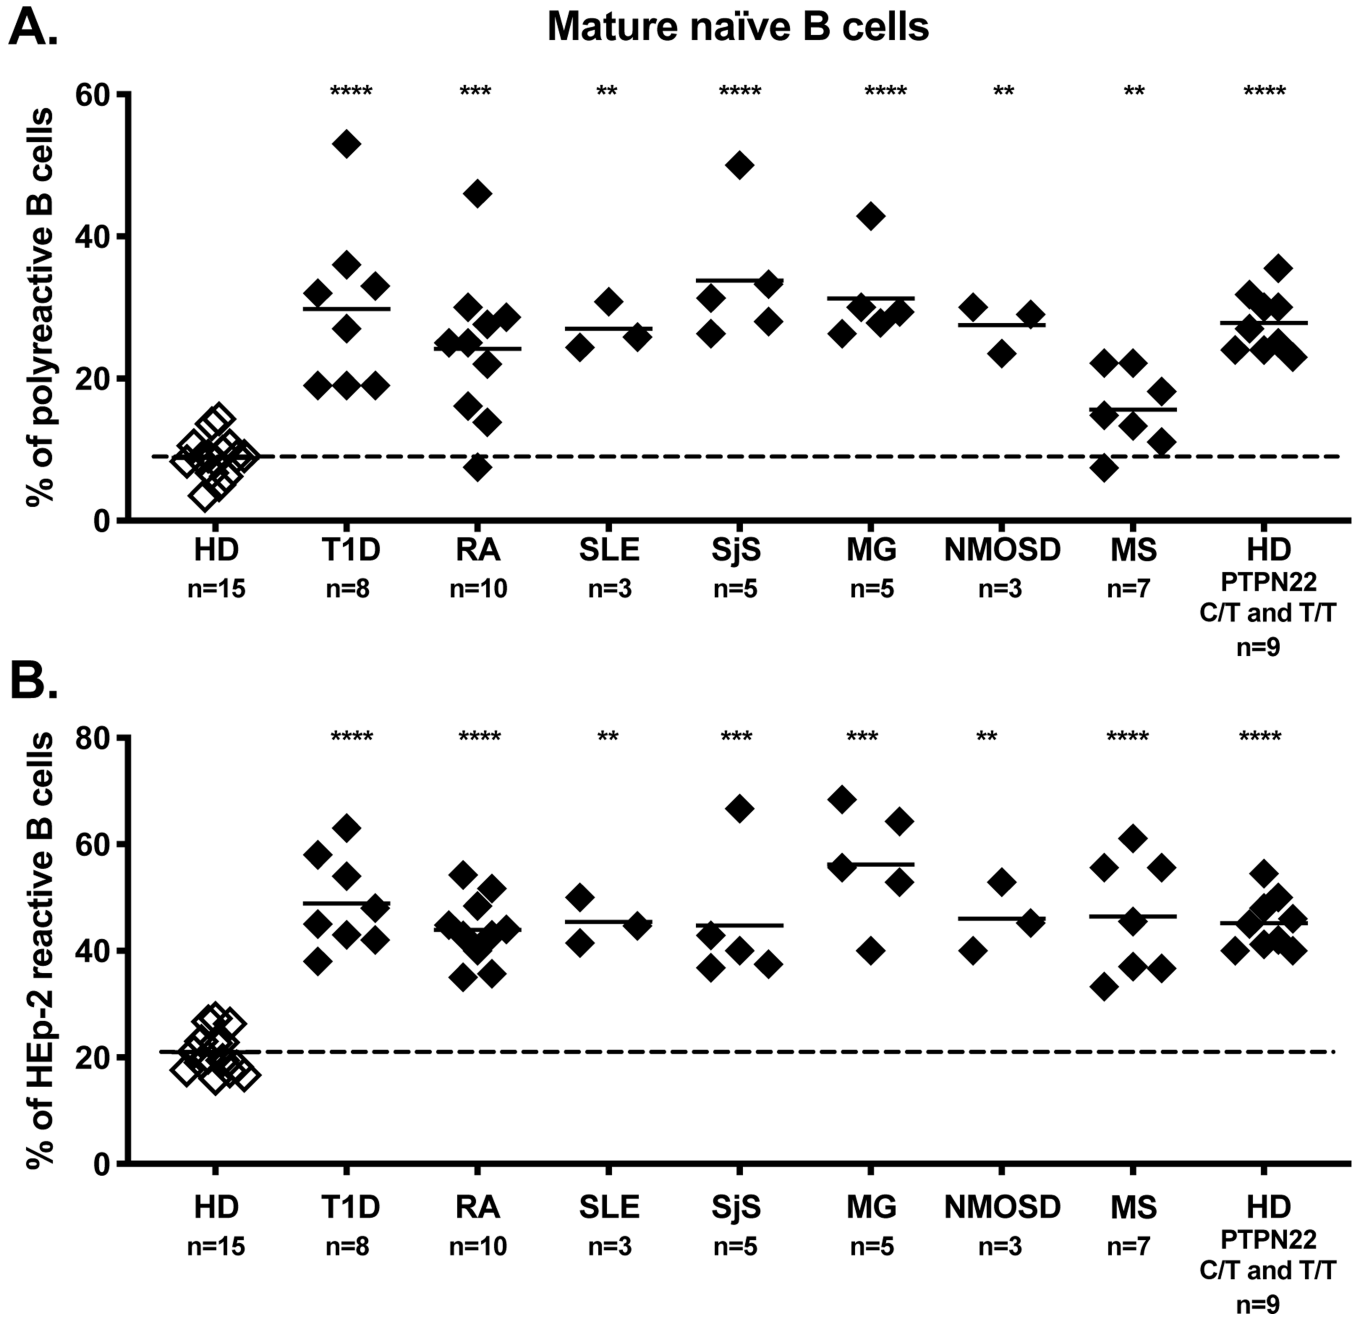 A.
Mature naïve B cells
% of polyreactive B cells
60
40
20
0
**** *** ** **** **** ** ** ****
HD T1D RA SLE SjS MG NMOSD MS HD
n=15 n=8 n=10 n=3 n=5 n=5 n=3 n=7 PTPN22
C/T and T/T
n=9
B.
% of HEp-2 reactive B cells
80
60
40
20
0
**** **** ** *** *** ** **** ****
HD T1D RA SLE SjS MG NMOSD MS HD
n=15 n=8 n=10 n=3 n=5 n=5 n=3 n=7 PTPN22
C/T and T/T
n=9